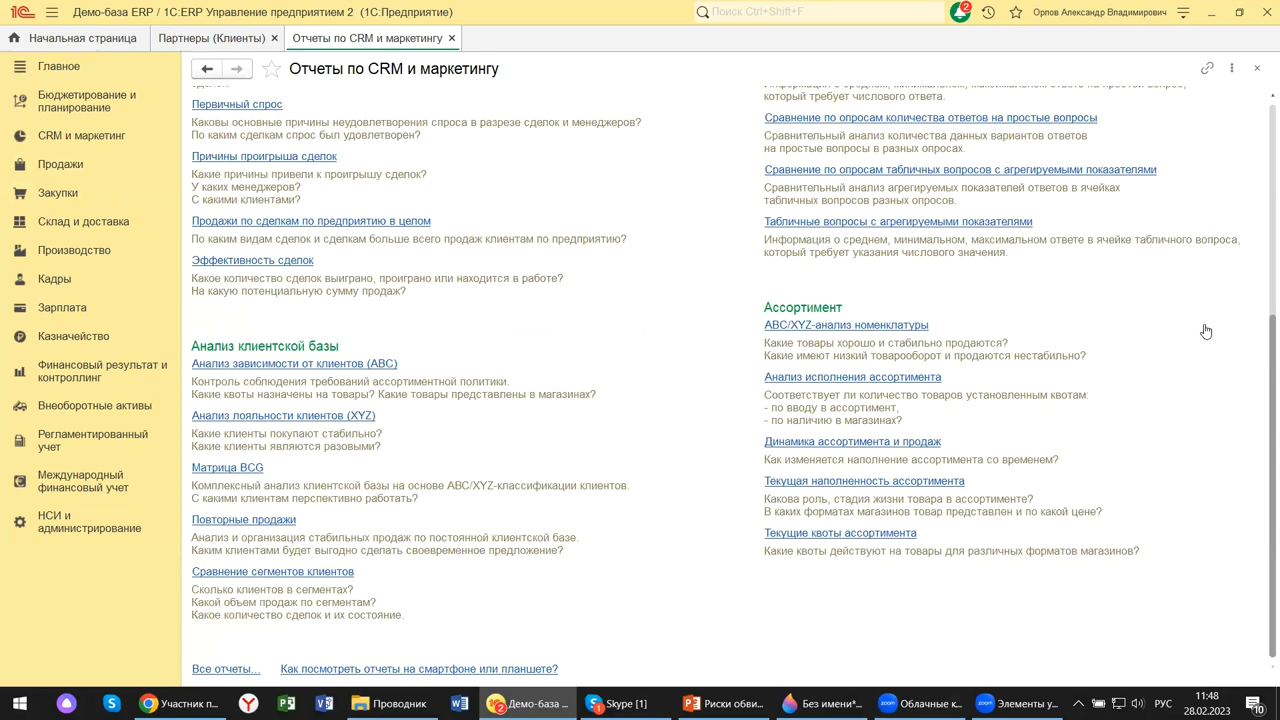 Демо-база ERP / 1С:ERP Управление предприятием 2 (1С:Предприятие)
Поиск Ctrl+Shift+F
2
Орлов Александр Владимирович
Начальная страница
Партнеры (Клиенты) ×
Отчеты по CRM и маркетингу ×
Главное
Бюджетирование и
планирование
CRM и маркетинг
Продажи
Закупки
Склад и доставка
Производство
Кадры
Зарплата
Казначейство
Финансовый результат и
контроллинг
Внеоборотные активы
Регламентированный
учет
Международный
финансовый учет
НСИ и
администрирование
Отчеты по CRM и маркетингу
сделок.
Первичный спрос
Каковы основные причины неудовлетворения спроса в разрезе сделок и менеджеров?
По каким сделкам спрос был удовлетворен?
Причины проигрыша сделок
Какие причины привели к проигрышу сделок?
У каких менеджеров?
С какими клиентами?
Продажи по сделкам по предприятию в целом
По каким видам сделок и сделкам больше всего продаж клиентам по предприятию?
Эффективность сделок
Какое количество сделок выиграно, проиграно или находится в работе?
На какую потенциальную сумму продаж?
Анализ клиентской базы
Анализ зависимости от клиентов (ABC)
Контроль соблюдения требований ассортиментной политики.
Какие квоты назначены на товары? Какие товары представлены в магазинах?
Анализ лояльности клиентов (XYZ)
Какие клиенты покупают стабильно?
Какие клиенты являются разовыми?
Матрица BCG
Комплексный анализ клиентской базы на основе ABC/XYZ-классификации клиентов.
С какими клиентам перспективно работать?
Повторные продажи
Анализ и организация стабильных продаж по постоянной клиентской базе.
Каким клиентами будет выгодно сделать своевременное предложение?
Сравнение сегментов клиентов
Сколько клиентов в сегментах?
Какой объем продаж по сегментам?
Какое количество сделок и их состояние.
Все отчеты...
Как посмотреть отчеты на смартфоне или планшете?
Информация о среднем, минимальном, максимальном ответе на простой вопрос,
который требует числового ответа.
Сравнение по опросам количества ответов на простые вопросы
Сравнительный анализ количества данных вариантов ответов
на простые вопросы в разных опросах.
Сравнение по опросам табличных вопросов с агрегируемыми показателями
Сравнительный анализ агрегируемых показателей ответов в ячейках
табличных вопросов разных опросов.
Табличные вопросы с агрегируемыми показателями
Информация о среднем, минимальном, максимальном ответе в ячейке табличного вопроса,
который требует указания числового значения.
Ассортимент
ABC/XYZ-анализ номенклатуры
Какие товары хорошо и стабильно продаются?
Какие имеют низкий товарооборот и продаются нестабильно?
Анализ исполнения ассортимента
Соответствует ли количество товаров установленным квотам:
- по вводу в ассортимент,
- по наличию в магазинах?
Динамика ассортимента и продаж
Как изменяется наполнение ассортимента со временем?
Текущая наполненность ассортимента
Какова роль, стадия жизни товара в ассортименте?
В каких форматах магазинов товар представлен и по какой цене?
Текущие квоты ассортимента
Какие квоты действуют на товары для различных форматов магазинов?
Участник п...
Проводник
Демо-база ...
Skype [1]
Риски обви...
Без имени*...
Облачные к...
Элементы у...
РУС
11:48
28.02.2023
10